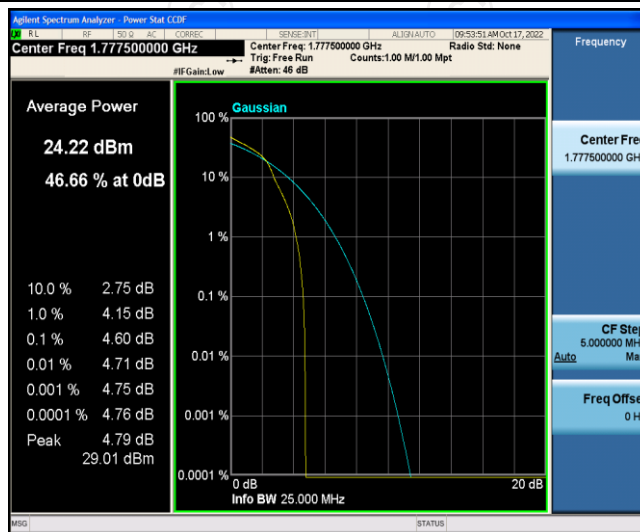 Agilent Spectrum Analyzer - Power Stat CCDF
RL RF 50 Ω AC CORREC SENSE:INT ALIGNAUTO 09:53:51 AM Oct 17, 2022
Center Freq 1.777500000 GHz
Center Freq: 1.777500000 GHz Radio Std: None
Trig: Free Run Counts:1.00 M/1.00 Mpt
#IFGain:Low #Atten: 46 dB
Frequency
Average Power
24.22 dBm
46.66 % at 0dB
10.0 % 2.75 dB
1.0 % 4.15 dB
0.1 % 4.60 dB
0.01 % 4.71 dB
0.001 % 4.75 dB
0.0001 % 4.76 dB
Peak 4.79 dB
29.01 dBm
Gaussian
100 %
10 %
1 %
0.1 %
0.01 %
0.001 %
0.0001 %
0 dB 20 dB
Info BW 25.000 MHz
Center Fre
1.777500000 GH
CF Step
5.000000 MH
Auto Ma
Freq Offse
0 H
MSG STATUS